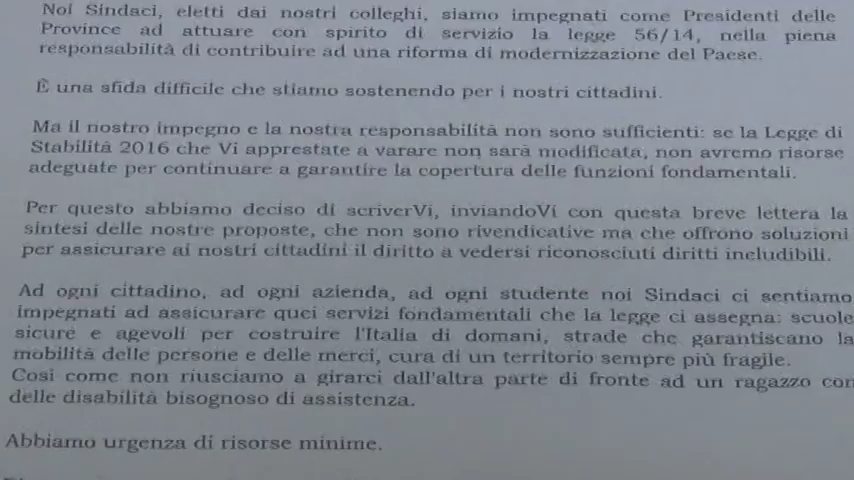 Noi Sindaci, eletti dai nostri colleghi, siamo impegnati come Presidenti delle
Province ad attuare con spirito di servizio la legge 56/14, nella piena
responsabilità di contribuire ad una riforma di modernizzazione del Paese.
È una sfida difficile che stiamo sostenendo per i nostri cittadini.
Ma il nostro impegno e la nostra responsabilità non sono sufficienti: se la Legge di
Stabilità 2016 che Vi apprestate a varare non sarà modificata, non avremo risorse
adeguate per continuare a garantire la copertura delle funzioni fondamentali.
Per questo abbiamo deciso di scriverVi, inviandoVi con questa breve lettera la
sintesi delle nostre proposte, che non sono rivendicative ma che offrono soluzioni
per assicurare ai nostri cittadini il diritto a vedersi riconosciuti diritti ineludibili.
Ad ogni cittadino, ad ogni azienda, ad ogni studente noi Sindaci ci sentiamo
impegnati ad assicurare quei servizi fondamentali che la legge ci assegna: scuole
sicure e agevoli per costruire l'Italia di domani, strade che garantiscano la
mobilità delle persone e delle merci, cura di un territorio sempre più fragile.
Così come non riusciamo a girarci dall'altra parte di fronte ad un ragazzo con
delle disabilità bisognoso di assistenza.
Abbiamo urgenza di risorse minime.